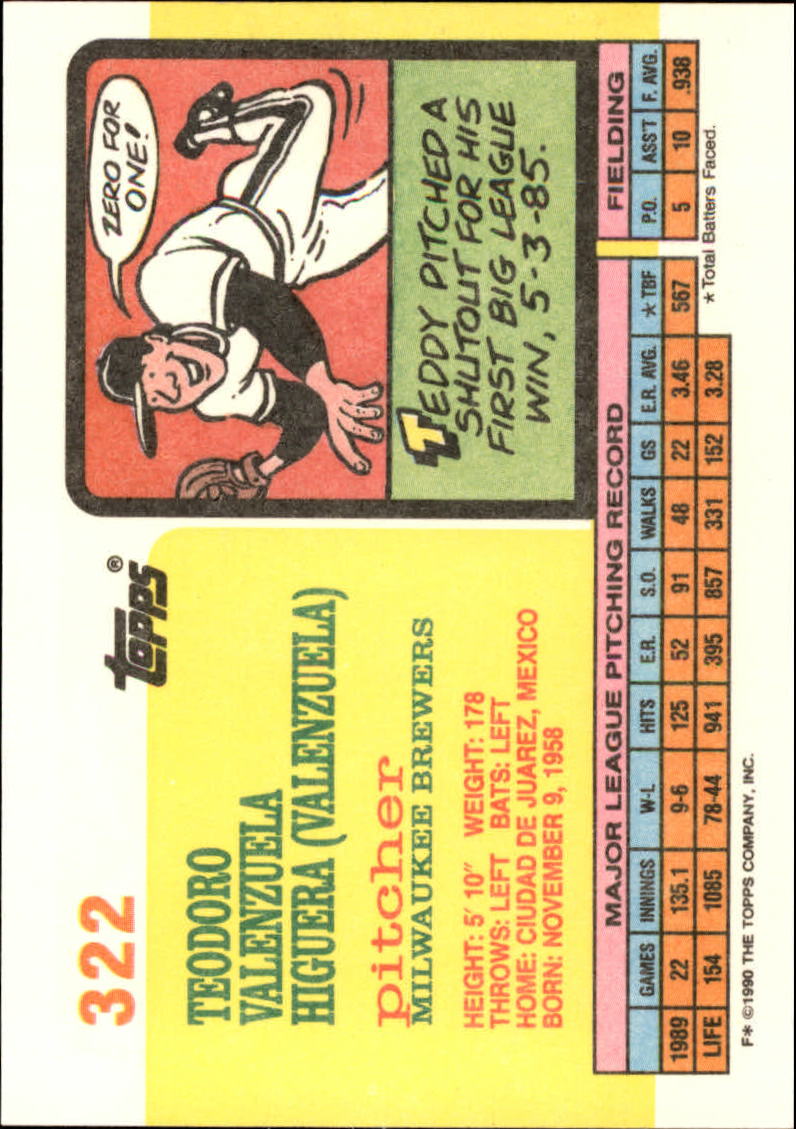 322
topps®
TEODORO
VALENZUELA
HIGUERA (VALENZUELA)
pitcher
MILWAUKEE BREWERS
HEIGHT: 5' 10" WEIGHT: 178
THROWS: LEFT BATS: LEFT
HOME: CIUDAD DE JUAREZ, MEXICO
BORN: NOVEMBER 9, 1958
ZERO FOR
ONE!
TEDDY PITCHED A
SHUTOUT FOR HIS
FIRST BIG LEAGUE
WIN, 5-3-85.
MAJOR LEAGUE PITCHING RECORD FIELDING
GAMES INNINGS W-L HITS E.R. S.O. WALKS GS E.R. AVG. *TBF P.O. ASS'T F. AVG.
1989 22 135.1 9-6 125 52 91 48 22 3.46 567 5 10 .938
LIFE 154 1085 78-44 941 395 857 331 152 3.28 *Total Batters Faced.
F* ©1990 THE TOPPS COMPANY, INC.